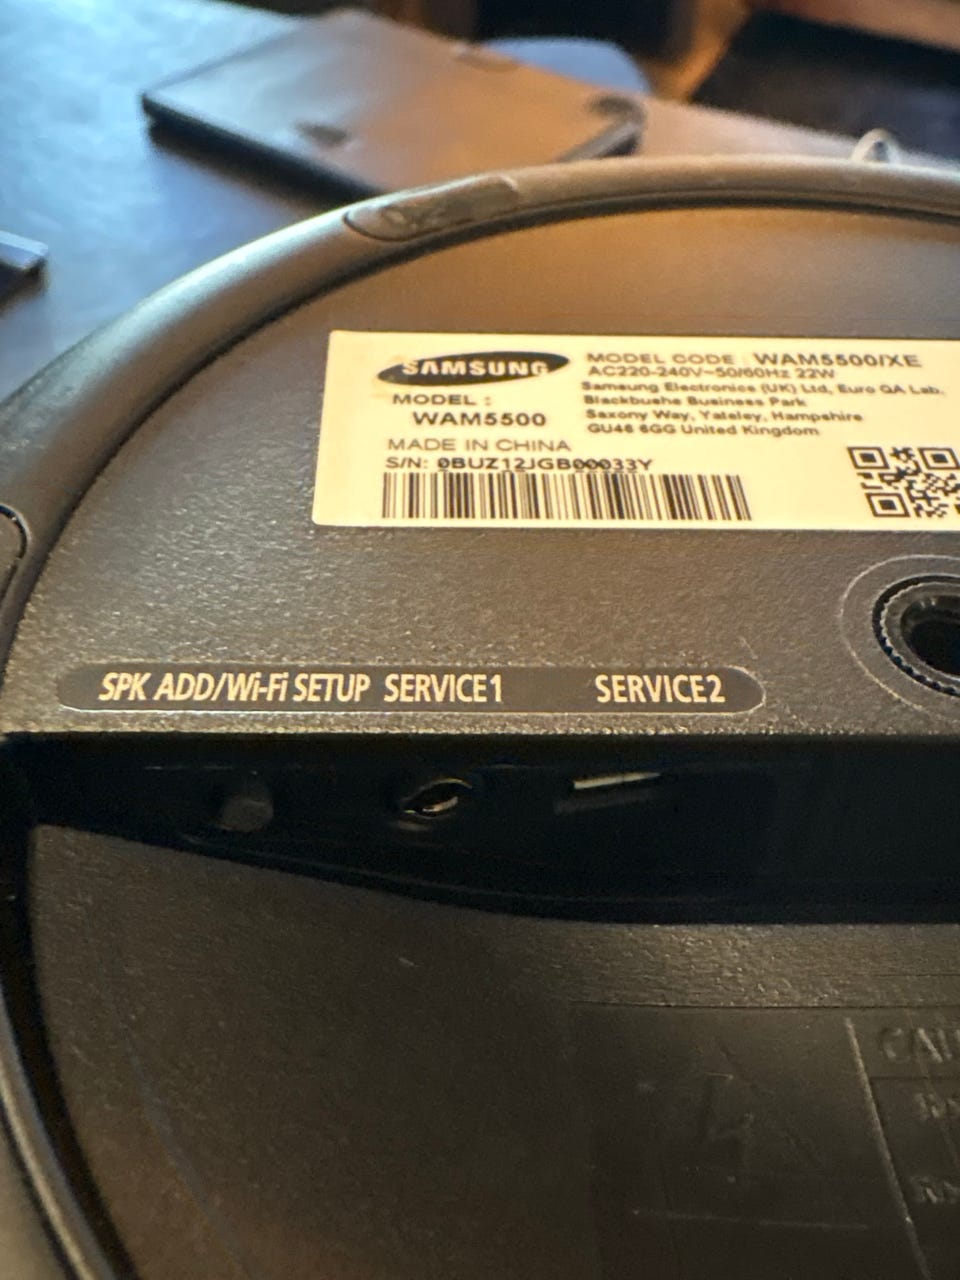 SAMSUNG
MODEL :
WAM5500
MADE IN CHINA
S/N: 0BUZ12JGB00033Y
MODEL CODE : WAM5500/XE
AC220-240V~50/60Hz 22W
Samsung Electronics (UK) Ltd, Euro QA Lab,
Blackbushe Business Park
Saxony Way, Yateley, Hampshire
GU46 6GG United Kingdom
SPK ADD/Wi-Fi SETUP SERVICE1 SERVICE2